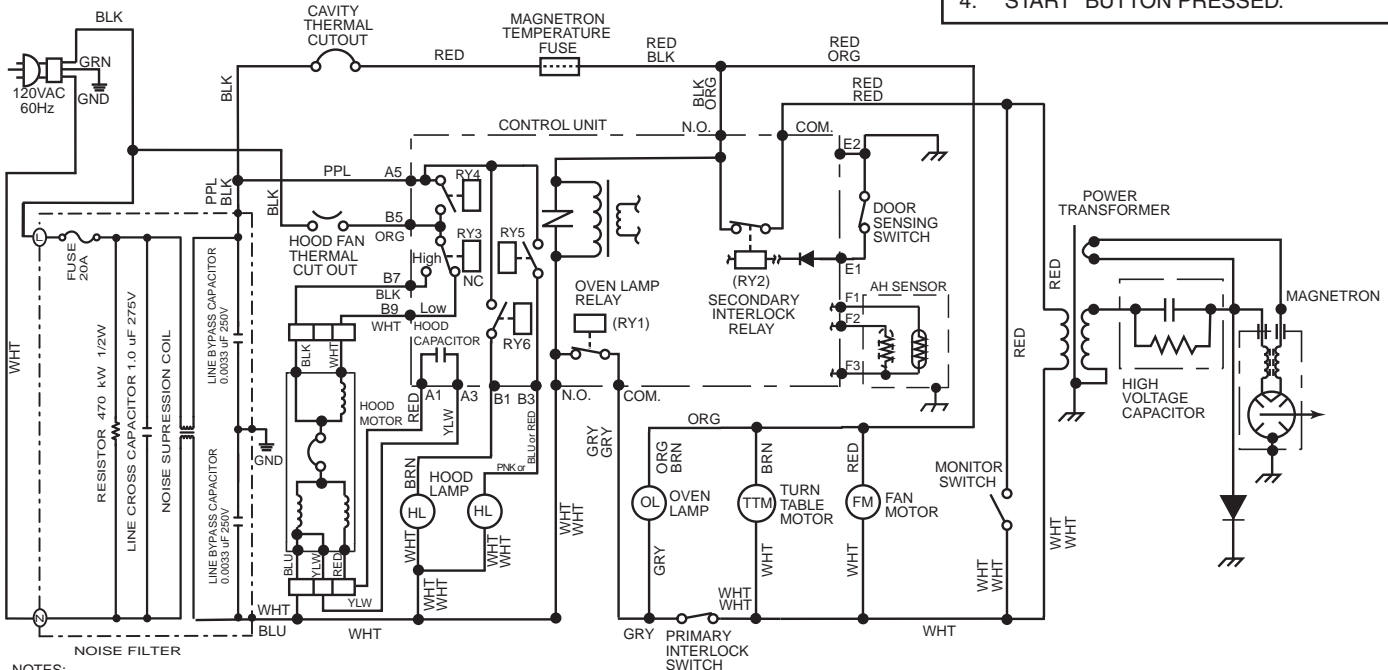 4. "START" BUTTON PRESSED.
BLK
GRN
GND
120VAC
60Hz
CAVITY
THERMAL
CUTOUT
RED
MAGNETRON
TEMPERATURE
FUSE
RED
BLK
RED
ORG
BLK
ORG
RED
RED
BLK
PPL
BLK
BLK
WHT
PPL
A5
CONTROL UNIT
N.O.
COM.
E2
RY4
B5
ORG
HOOD FAN
THERMAL
CUT OUT
RY3
High
NC
B7
BLK
B9
Low
WHT
HOOD
CAPACITOR
RY5
RY6
DOOR
SENSING
SWITCH
E1
(RY2)
SECONDARY
INTERLOCK
RELAY
OVEN LAMP
RELAY
(RY1)
AH SENSOR
F1
F2
F3
POWER
TRANSFORMER
RED
RED
MAGNETRON
HIGH
VOLTAGE
CAPACITOR
L
FUSE
20A
RESISTOR 470 kW 1/2W
LINE CROSS CAPACITOR 1.0 uF 275V
NOISE SUPRESSION COIL
LINE BYPASS CAPACITOR
0.0033 uF 250V
LINE BYPASS CAPACITOR
0.0033 uF 250V
GND
BLK
WHT
HOOD
MOTOR
A1
A3
B1
B3
N.O.
COM.
RED
YLW
BRN
PNK or
BLU or RED
HOOD
LAMP
HL
HL
WHT
WHT
WHT
WHT
WHT
BLU
YLW
RED
YLW
WHT
WHT
GRY
GRY
ORG
ORG
BRN
BRN
RED
OL
OVEN
LAMP
TTM
TURN
TABLE
MOTOR
FM
FAN
MOTOR
MONITOR
SWITCH
GRY
WHT
WHT
WHT
WHT
WHT
WHT
WHT
WHT
N
WHT
BLU
WHT
GRY
PRIMARY
INTERLOCK
SWITCH
WHT
NOISE FILTER
NOTES: